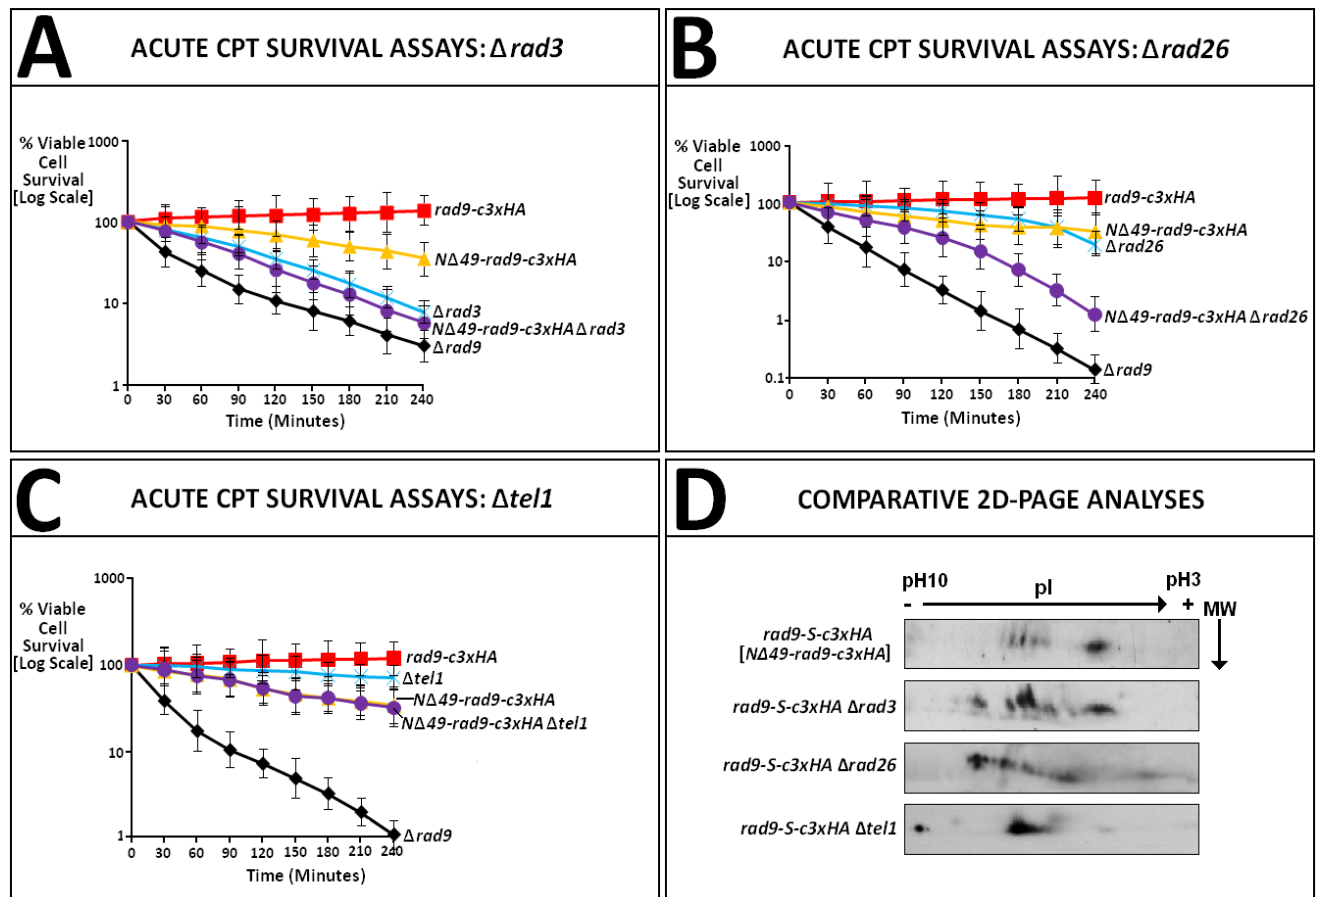 A
ACUTE CPT SURVIVAL ASSAYS: Δrad3
% Viable
Cell
Survival
[Log Scale]
1000
100
10
1
0 30 60 90 120 150 180 210 240
Time (Minutes)
rad9-c3xHA
NΔ49-rad9-c3xHA
Δrad3
NΔ49-rad9-c3xHA Δrad3
Δrad9
B
ACUTE CPT SURVIVAL ASSAYS: Δrad26
% Viable
Cell
Survival
[Log Scale]
1000
100
10
1
0.1
0 30 60 90 120 150 180 210 240
Time (Minutes)
rad9-c3xHA
NΔ49-rad9-c3xHA
Δrad26
NΔ49-rad9-c3xHA Δrad26
Δrad9
C
ACUTE CPT SURVIVAL ASSAYS: Δtel1
% Viable
Cell
Survival
[Log Scale]
1000
100
10
1
0 30 60 90 120 150 180 210 240
Time (Minutes)
rad9-c3xHA
Δtel1
NΔ49-rad9-c3xHA
NΔ49-rad9-c3xHA Δtel1
Δrad9
D
COMPARATIVE 2D-PAGE ANALYSES
pH10 pI pH3
- + MW
rad9-S-c3xHA
[NΔ49-rad9-c3xHA]
rad9-S-c3xHA Δrad3
rad9-S-c3xHA Δrad26
rad9-S-c3xHA Δtel1